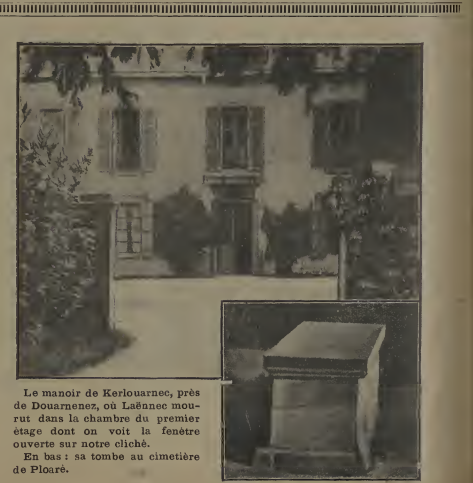 Le manoir de Kerlouarnec, près
de Douarnenez, où Laënnec mou-
rut dans la chambre du premier
étage dont on voit la fenêtre
ouverte sur notre cliché.
En bas : sa tombe au cimetière
de Ploaré.